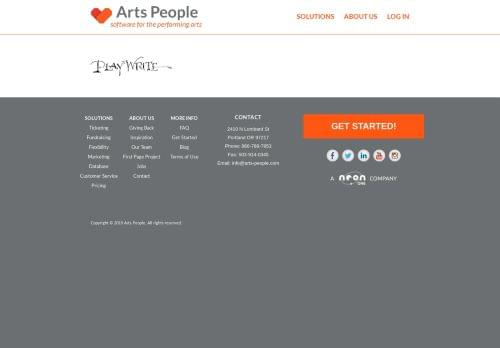 Arts People
software for the performing arts
SOLUTIONS ABOUT US LOG IN
PLAY WRITE
SOLUTIONS
Ticketing
Fundraising
Flexibility
Marketing
Database
Customer Service
Pricing
ABOUT US
Giving Back
Inspiration
Our Team
First Page Project
Jobs
Contact
MORE INFO
FAQ
Get Started
Blog
Terms of Use
CONTACT
2410 N Lombard St
Portland OR 97217
Phone: 866-788-7953
Fax: 503-914-0345
Email: info@arts-people.com
GET STARTED!
A neon one COMPANY
Copyright © 2019 Arts People. All rights reserved.